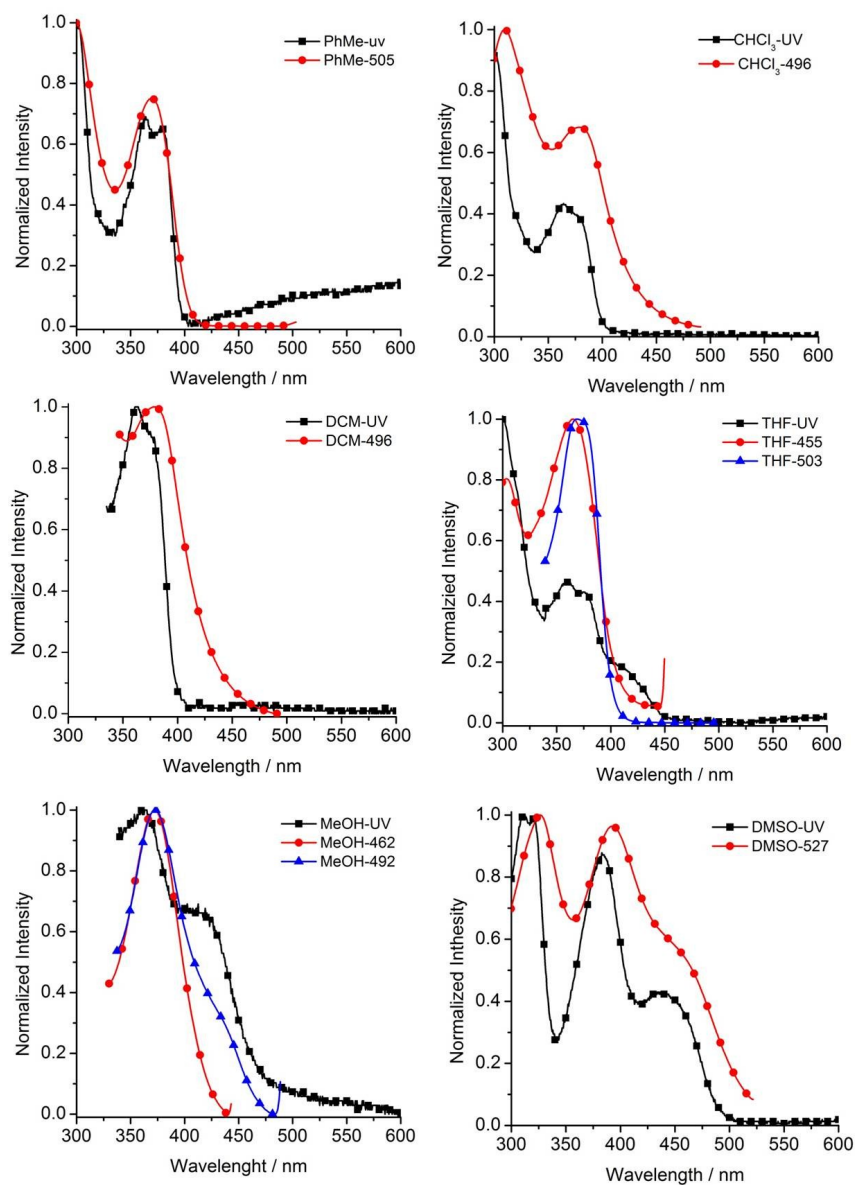 PhMe-uv
PhMe-505
Normalized Intensity
1.0
0.8
0.6
0.4
0.2
0.0
300 350 400 450 500 550 600
Wavelength / nm
CHCl₃-UV
CHCl₃-496
Normalized Intensity
1.0
0.8
0.6
0.4
0.2
0.0
300 350 400 450 500 550 600
Wavelength / nm
DCM-UV
DCM-496
Normalized Intensity
1.0
0.8
0.6
0.4
0.2
0.0
300 350 400 450 500 550 600
Wavelength / nm
THF-UV
THF-455
THF-503
Normalzied Intensity
1.0
0.8
0.6
0.4
0.2
0.0
300 350 400 450 500 550 600
Wavelength / nm
MeOH-UV
MeOH-462
MeOH-492
Normalized Intensity
1.0
0.8
0.6
0.4
0.2
0.0
300 350 400 450 500 550 600
Wavelenght / nm
DMSO-UV
DMSO-527
Normalized Inthesity
1.0
0.8
0.6
0.4
0.2
0.0
300 350 400 450 500 550 600
Wavelength / nm